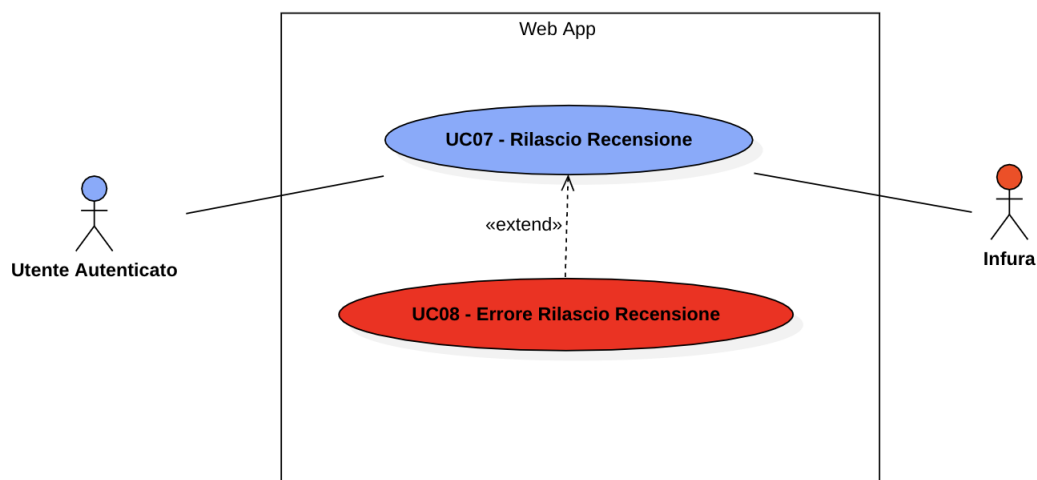 Web App
UC07 - Rilascio Recensione
«extend»
Utente Autenticato
Infura
UC08 - Errore Rilascio Recensione